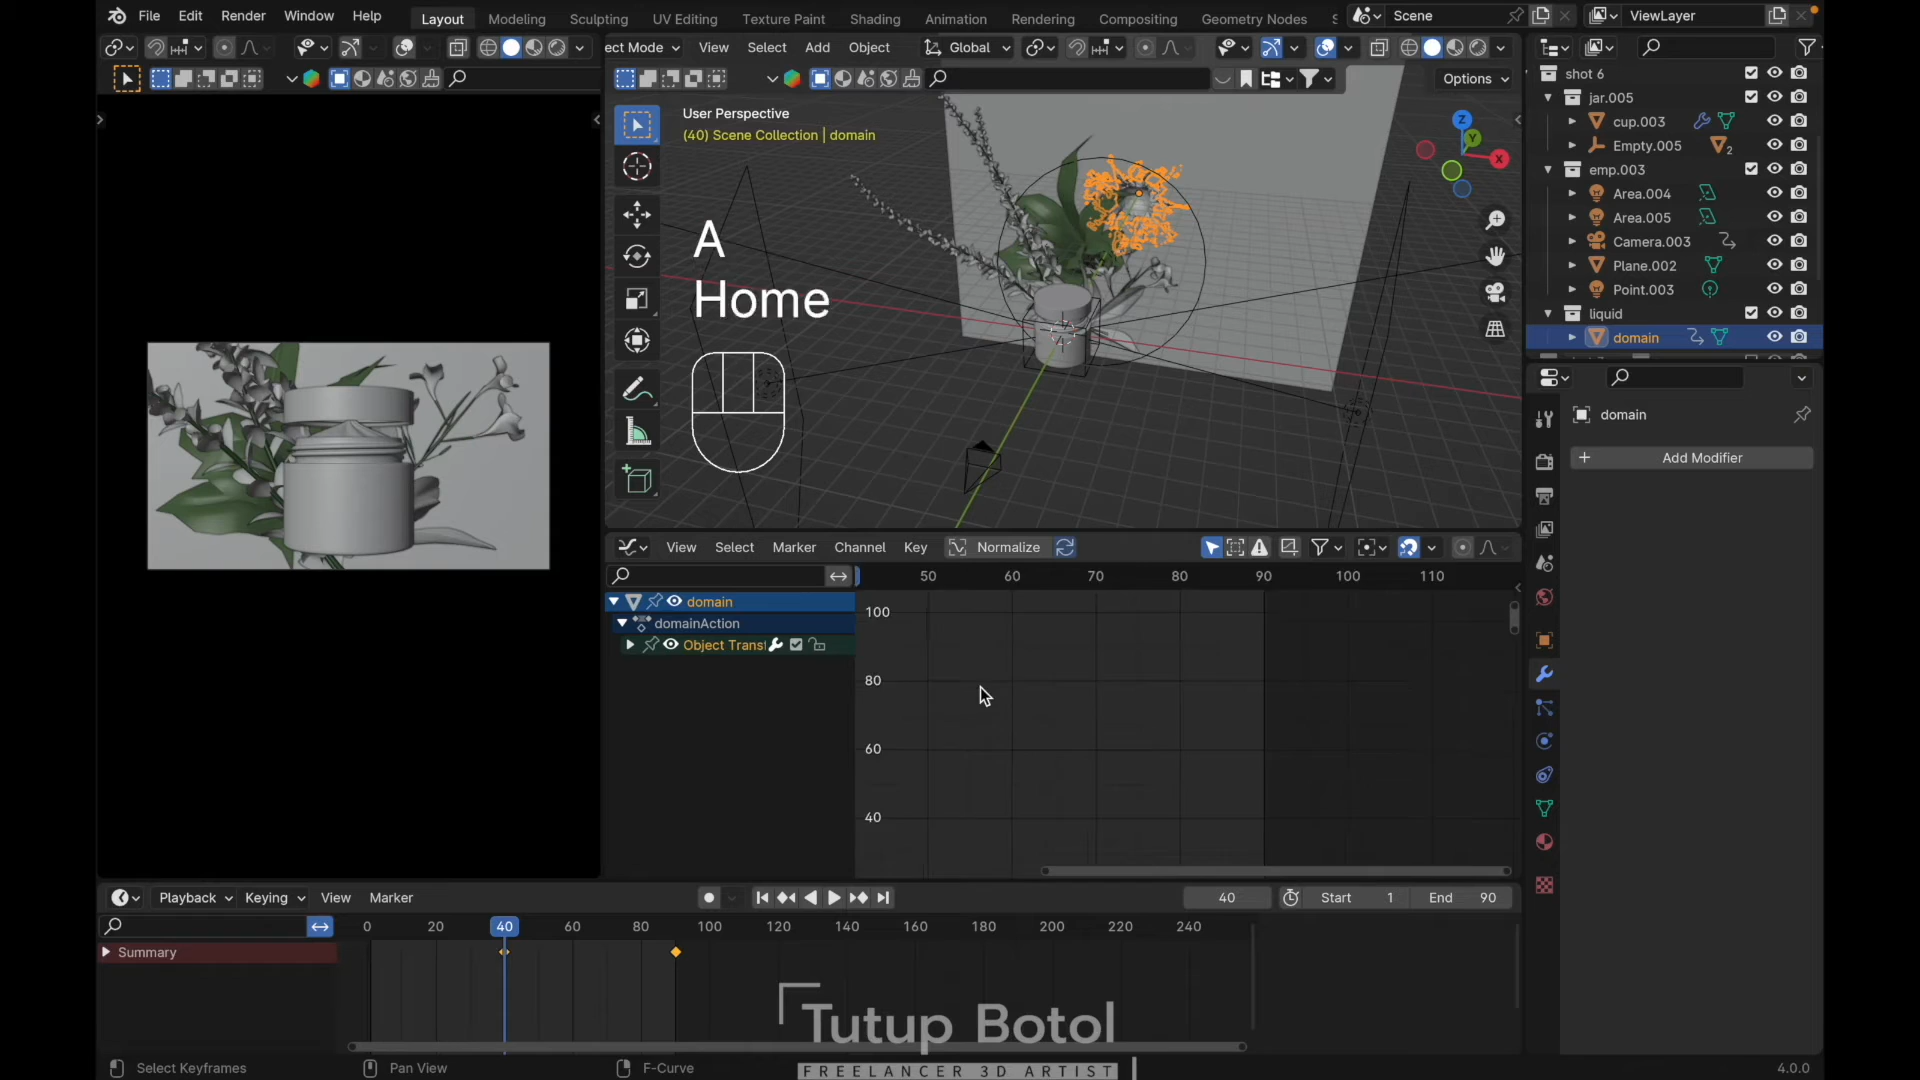 File Edit Render Window Help
Layout Modeling Sculpting UV Editing Texture Paint Shading Animation Rendering Compositing Geometry Nodes S
Scene
ViewLayer
ect Mode View Select Add Object Global
Options
User Perspective
(40) Scene Collection | domain
A
Home
Z
Y
X
shot 6
jar.005
cup.003
Empty.005
2
emp.003
Area.004
Area.005
Camera.003
Plane.002
Point.003
liquid
domain
domain
Add Modifier
View Select Marker Channel Key Normalize
50 60 70 80 90 100 110
domain
domainAction
Object Trans
100
80
60
40
Playback Keying View Marker
40 Start 1 End 90
0 20 40 60 80 100 120 140 160 180 200 220 240
Summary
Tutup Botol
FREELANCER 3D ARTIST
Select Keyframes Pan View F-Curve 4.0.0